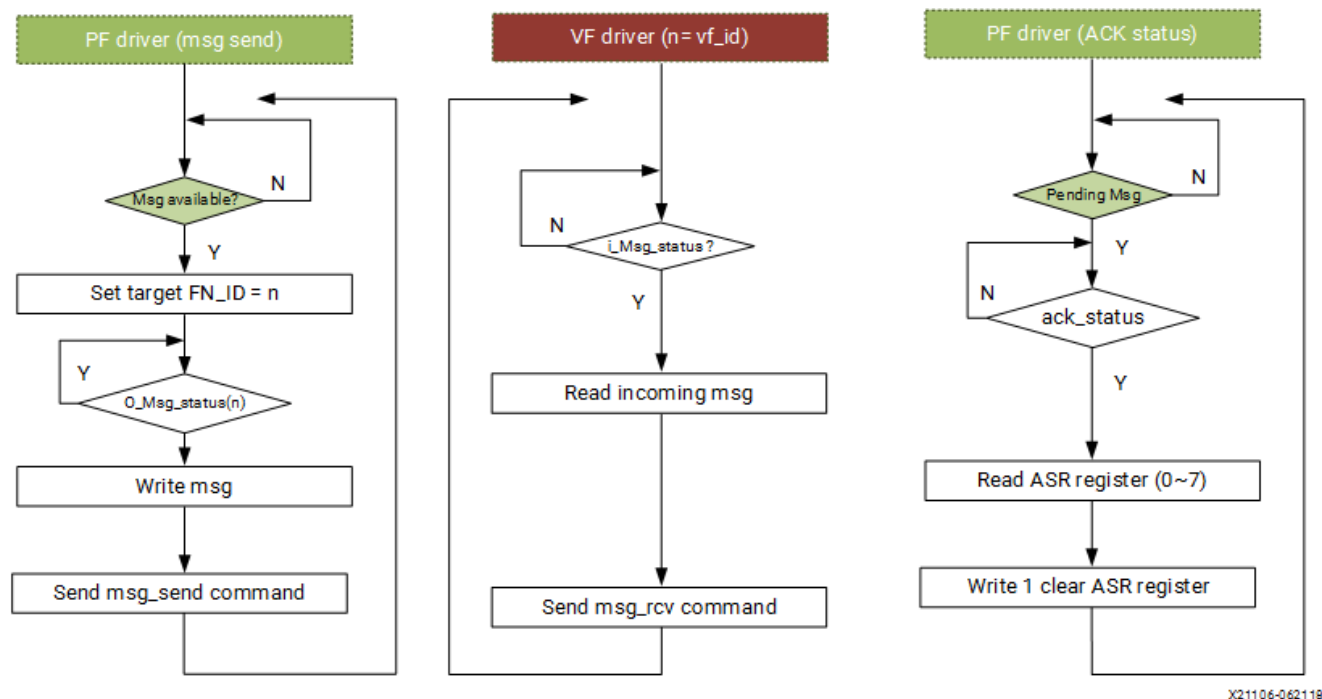 PF driver (msg send)
Msg available?
N
Y
Set target FN_ID = n
Y
O_Msg_status(n)
Write msg
Send msg_send command
VF driver (n= vf_id)
N
i_Msg_status ?
Y
Read incoming msg
Send msg_rcv command
PF driver (ACK status)
N
Pending Msg
Y
N
ack_status
Y
Read ASR register (0~7)
Write 1 clear ASR register
X21106-062118